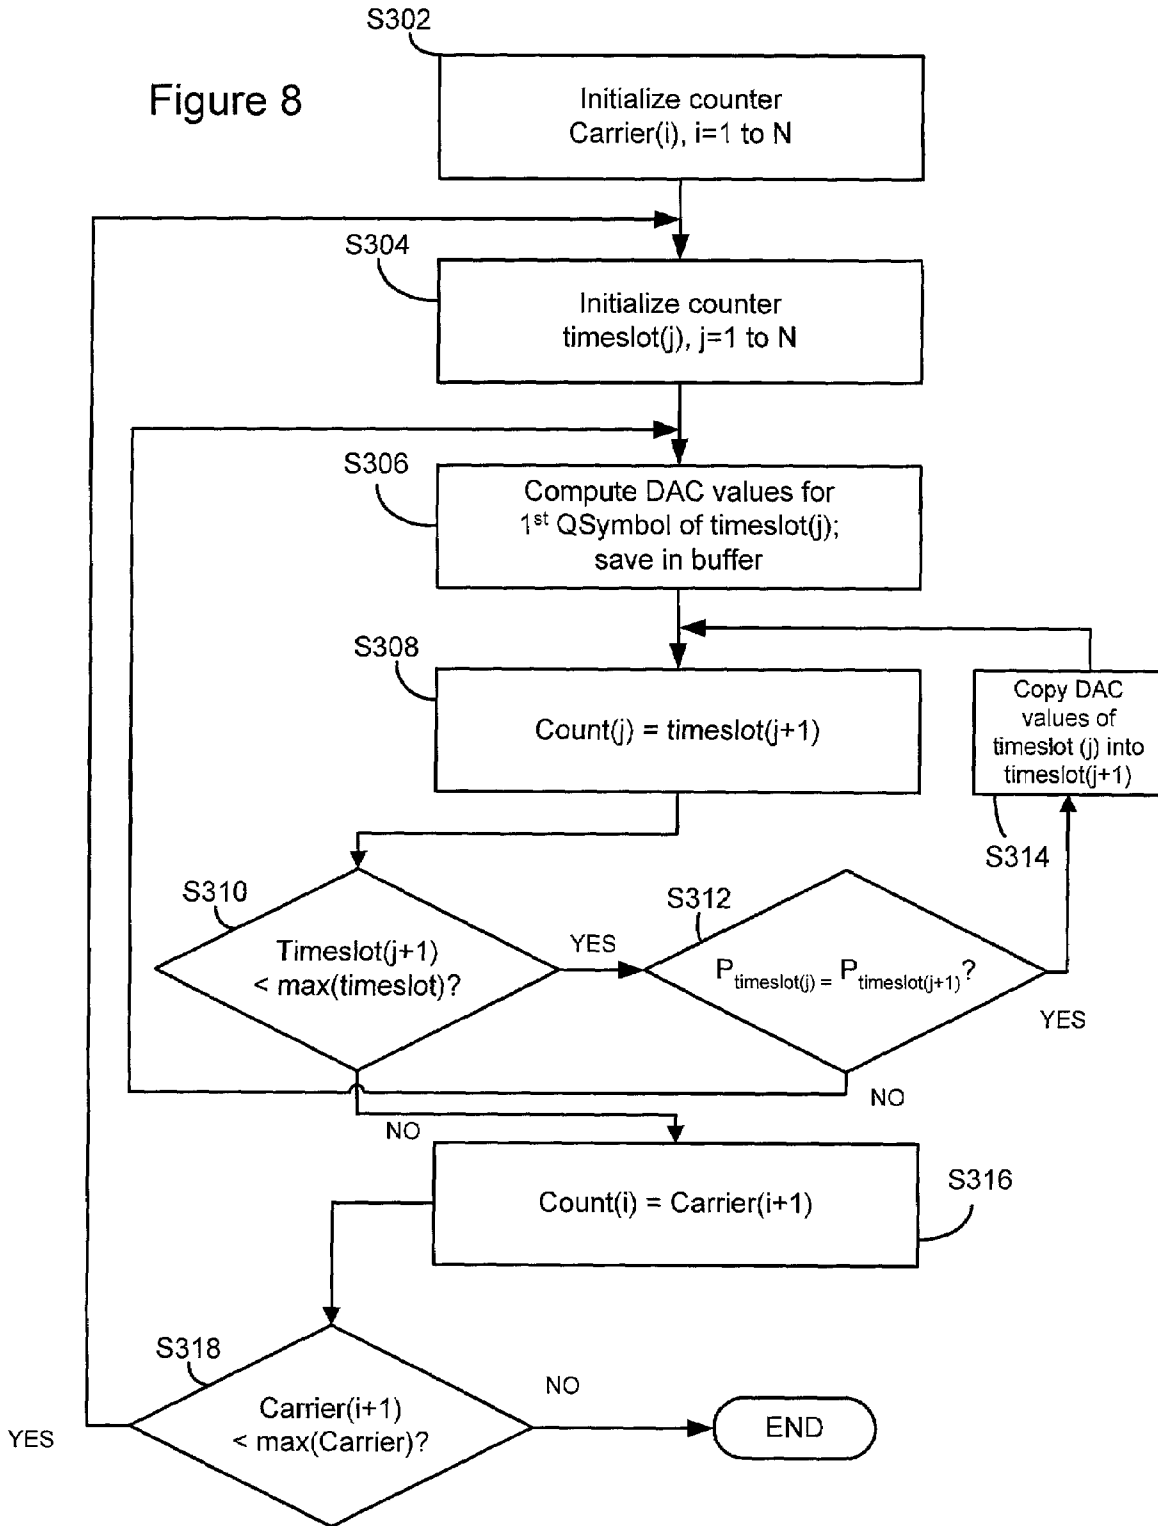 S302
Figure 8
Initialize counter
Carrier(i), i=1 to N
S304
Initialize counter
timeslot(j), j=1 to N
S306
Compute DAC values for
1st QSymbol of timeslot(j);
save in buffer
S308
Count(j) = timeslot(j+1)
Copy DAC
values of
timeslot (j) into
timeslot(j+1)
S314
S310
Timeslot(j+1)
< max(timeslot)?
YES
S312
Ptimeslot(j) = Ptimeslot(j+1)?
YES
NO
NO
Count(i) = Carrier(i+1)
S316
S318
Carrier(i+1)
< max(Carrier)?
YES
NO
END